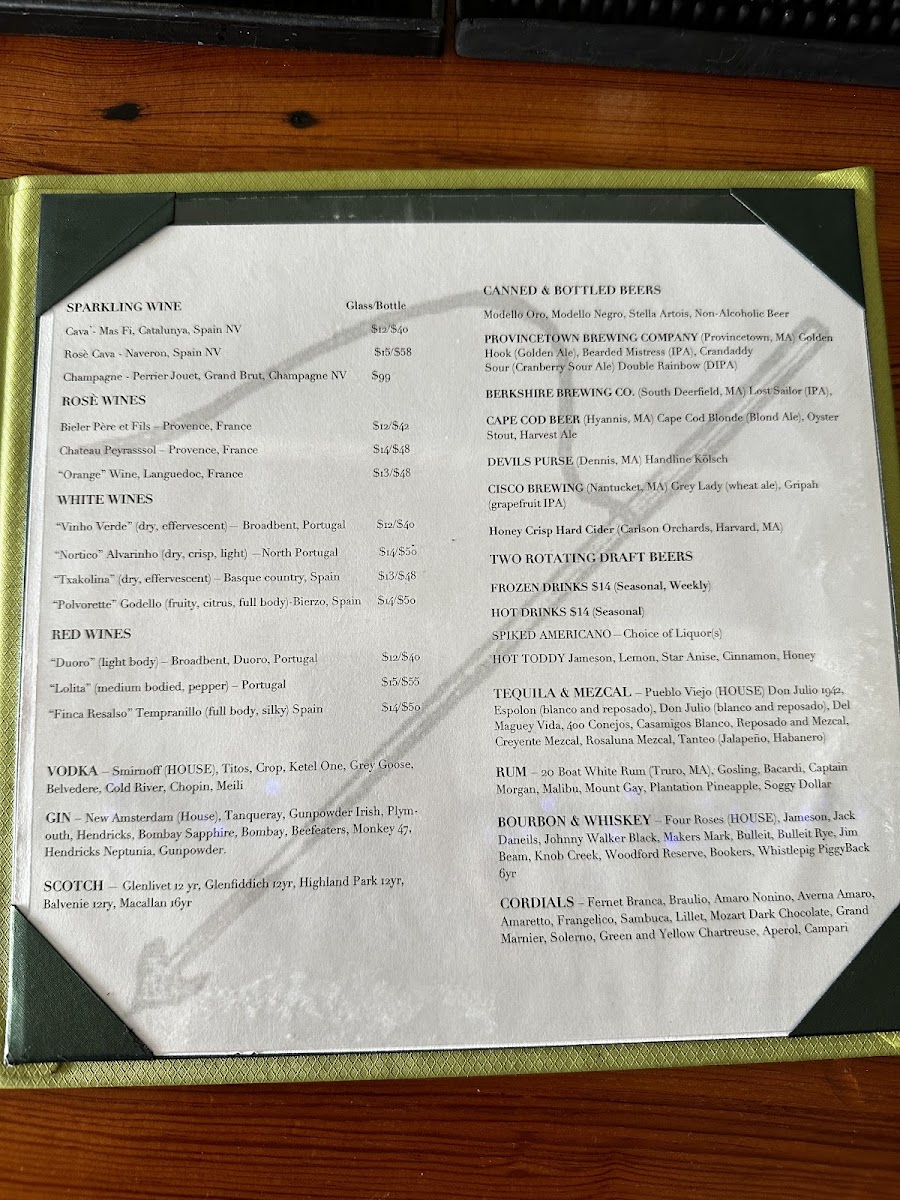 SPARKLING WINE Glass/Bottle
Cava - Mas Fi, Catalunya, Spain NV $12/$40
Rosè Cava - Naveron, Spain NV $15/$58
Champagne - Perrier Jouet, Grand Brut, Champagne NV $99
ROSÈ WINES
Bieler Père et Fils – Provence, France $12/$42
Chateau Peyrasssol – Provence, France $14/$48
“Orange” Wine, Languedoc, France $13/$48
WHITE WINES
“Vinho Verde” (dry, effervescent) — Broadbent, Portugal $12/$40
“Nortico” Alvarinho (dry, crisp, light) —North Portugal $14/$50
“Txakolina” (dry, effervescent) – Basque country, Spain $13/$48
“Polvorette” Godello (fruity, citrus, full body)-Bierzo, Spain $14/$50
RED WINES
“Duoro” (light body) – Broadbent, Duoro, Portugal $12/$40
“Lolita” (medium bodied, pepper) – Portugal $15/$55
“Finca Resalso” Tempranillo (full body, silky) Spain $14/$50
VODKA – Smirnoff (HOUSE), Titos, Crop, Ketel One, Grey Goose,
Belvedere, Cold River, Chopin, Meili
GIN – New Amsterdam (House), Tanqueray, Gunpowder Irish, Plym-
outh, Hendricks, Bombay Sapphire, Bombay, Beefeaters, Monkey 47,
Hendricks Neptunia, Gunpowder.
SCOTCH — Glenlivet 12 yr, Glenfiddich 12yr, Highland Park 12yr,
Balvenie 12ry, Macallan 16yr
CANNED & BOTTLED BEERS
Modello Oro, Modello Negro, Stella Artois, Non-Alcoholic Beer
PROVINCETOWN BREWING COMPANY (Provincetown, MA) Golden
Hook (Golden Ale), Bearded Mistress (IPA), Crandaddy
Sour (Cranberry Sour Ale) Double Rainbow (DIPA)
BERKSHIRE BREWING CO. (South Deerfield, MA) Lost Sailor (IPA),
CAPE COD BEER (Hyannis, MA) Cape Cod Blonde (Blond Ale), Oyster
Stout, Harvest Ale
DEVILS PURSE (Dennis, MA) Handline Kölsch
CISCO BREWING (Nantucket, MA) Grey Lady (wheat ale), Gripah
(grapefruit IPA)
Honey Crisp Hard Cider (Carlson Orchards, Harvard, MA)
TWO ROTATING DRAFT BEERS
FROZEN DRINKS $14 (Seasonal, Weekly)
HOT DRINKS $14 (Seasonal)
SPIKED AMERICANO—Choice of Liquor(s)
HOT TODDY Jameson, Lemon, Star Anise, Cinnamon, Honey
TEQUILA & MEZCAL – Pueblo Viejo (HOUSE) Don Julio 1942,
Espolon (blanco and reposado), Don Julio (blanco and reposado), Del
Maguey Vida, 400 Conejos, Casamigos Blanco, Reposado and Mezcal,
Creyente Mezcal, Rosaluna Mezcal, Tanteo (Jalapeño, Habanero)
RUM – 20 Boat White Rum (Truro, MA), Gosling, Bacardi, Captain
Morgan, Malibu, Mount Gay, Plantation Pineapple, Soggy Dollar
BOURBON & WHISKEY – Four Roses (HOUSE), Jameson, Jack
Daneils, Johnny Walker Black, Makers Mark, Bulleit, Bulleit Rye, Jim
Beam, Knob Creek, Woodford Reserve, Bookers, Whistlepig PiggyBack
6yr
CORDIALS – Fernet Branca, Braulio, Amaro Nonino, Averna Amaro,
Amaretto, Frangelico, Sambuca, Lillet, Mozart Dark Chocolate, Grand
Marnier, Solerno, Green and Yellow Chartreuse, Aperol, Campari